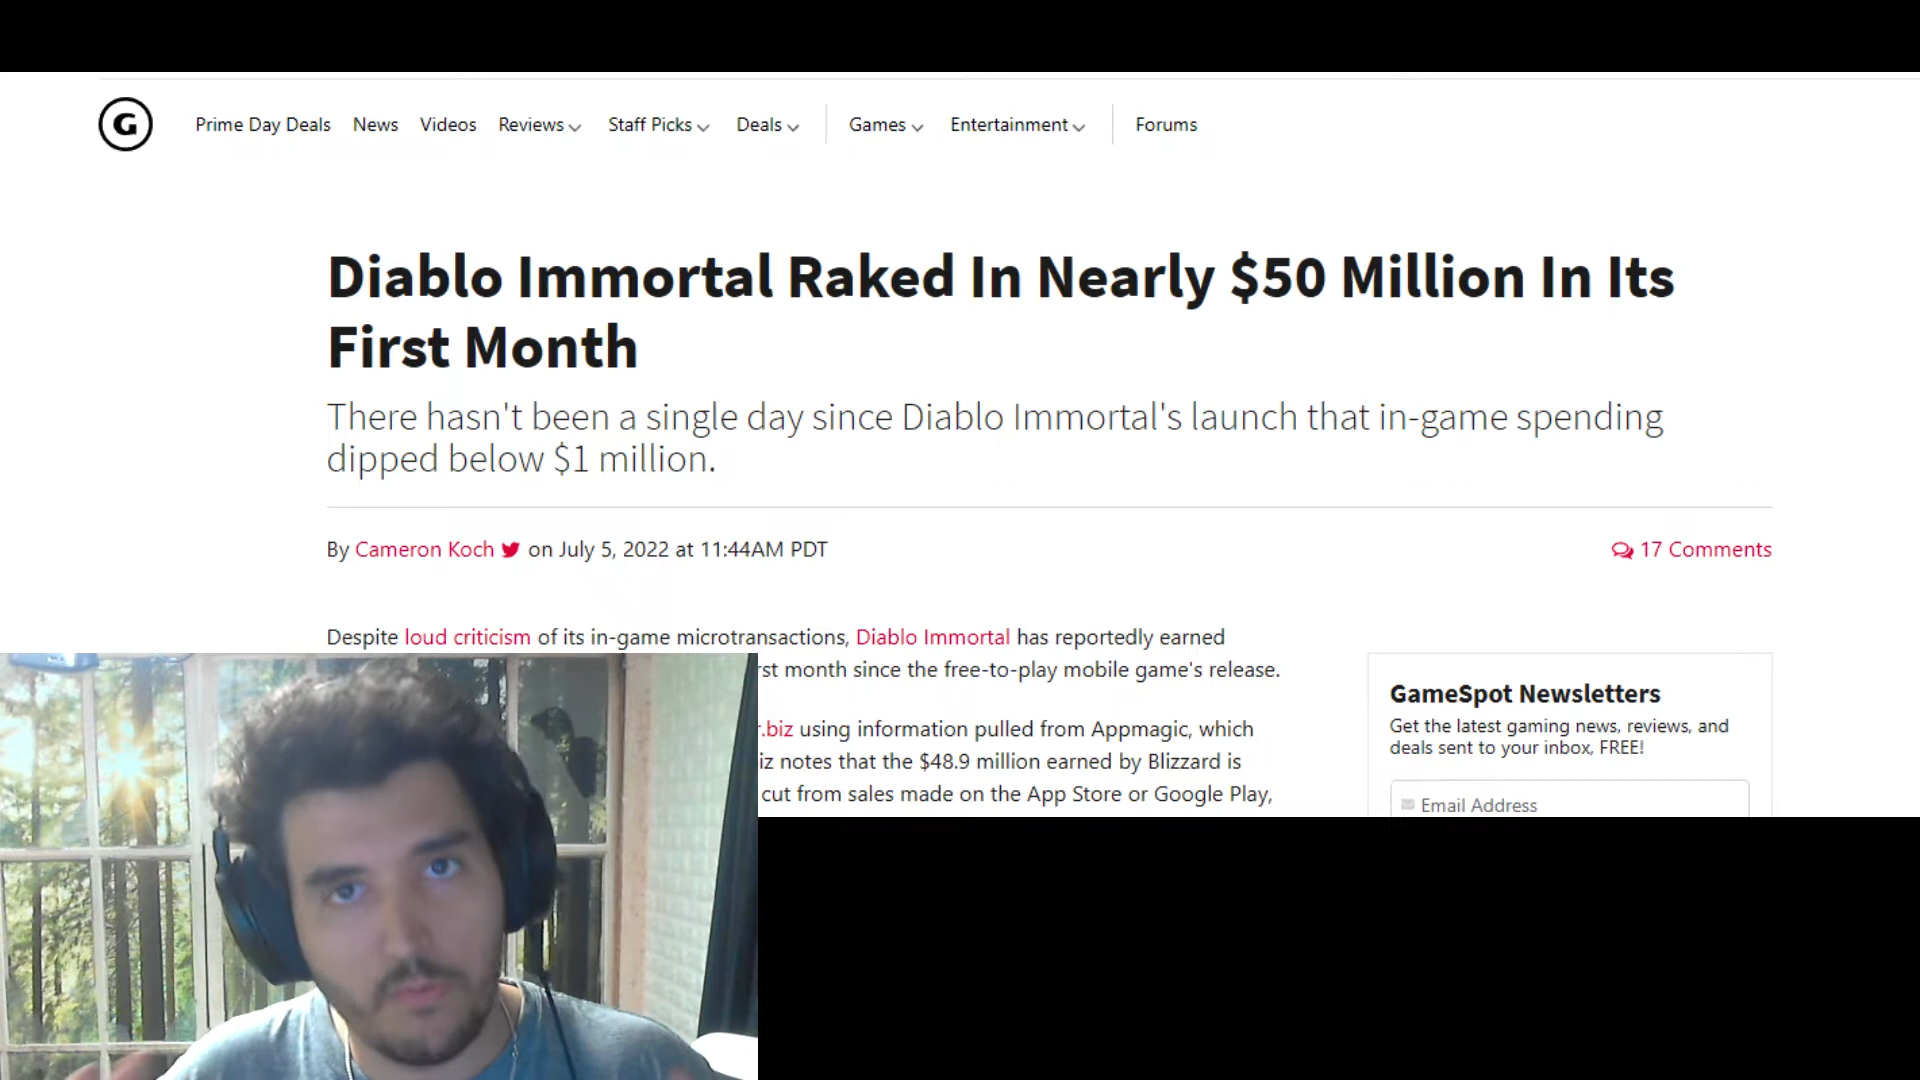 G
Prime Day Deals News Videos Reviews Staff Picks Deals Games Entertainment Forums
Diablo Immortal Raked In Nearly $50 Million In Its
First Month
There hasn't been a single day since Diablo Immortal's launch that in-game spending
dipped below $1 million.
By Cameron Koch on July 5, 2022 at 11:44AM PDT
17 Comments
Despite loud criticism of its in-game microtransactions, Diablo Immortal has reportedly earned
month since the free-to-play mobile game's release.
.biz using information pulled from Appmagic, which
notes that the $48.9 million earned by Blizzard is
cut from sales made on the App Store or Google Play,
GameSpot Newsletters
Get the latest gaming news, reviews, and
deals sent to your inbox, FREE!
Email Address